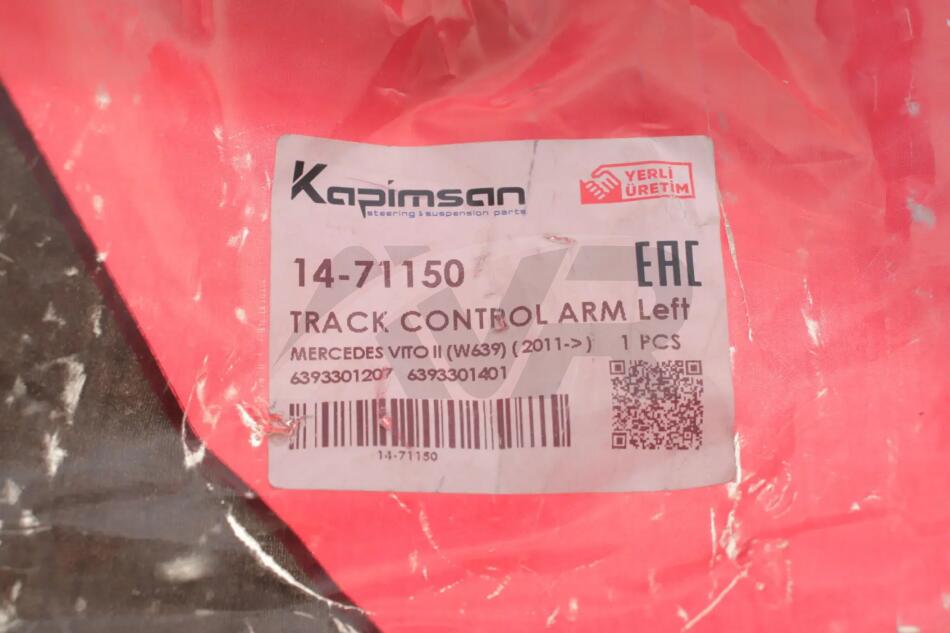 Kapimsan
steering & suspension parts
YERLİ
ÜRETİM
14-71150
EAC
TRACK CONTROL ARM Left
MERCEDES VITO II (W639) ( 2011-> ) 1 PCS
6393301207 6393301401
14-71150
VR